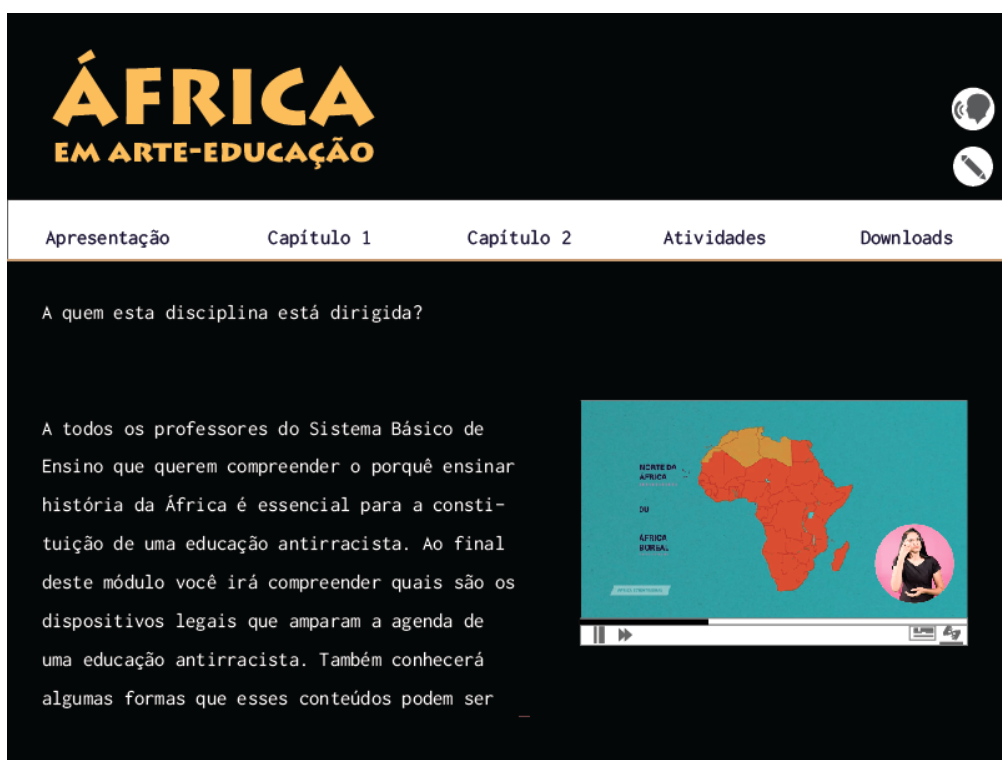 ÁFRICA
EM ARTE-EDUCAÇÃO
Apresentação Capítulo 1 Capítulo 2 Atividades Downloads
A quem esta disciplina está dirigida?
A todos os professores do Sistema Básico de
Ensino que querem compreender o porquê ensinar
história da África é essencial para a consti-
tuição de uma educação antirracista. Ao final
deste módulo você irá compreender quais são os
dispositivos legais que amparam a agenda de
uma educação antirracista. Também conhecerá
algumas formas que esses conteúdos podem ser
NORTE DA
ÁFRICA
OU
ÁFRICA
BOREAL